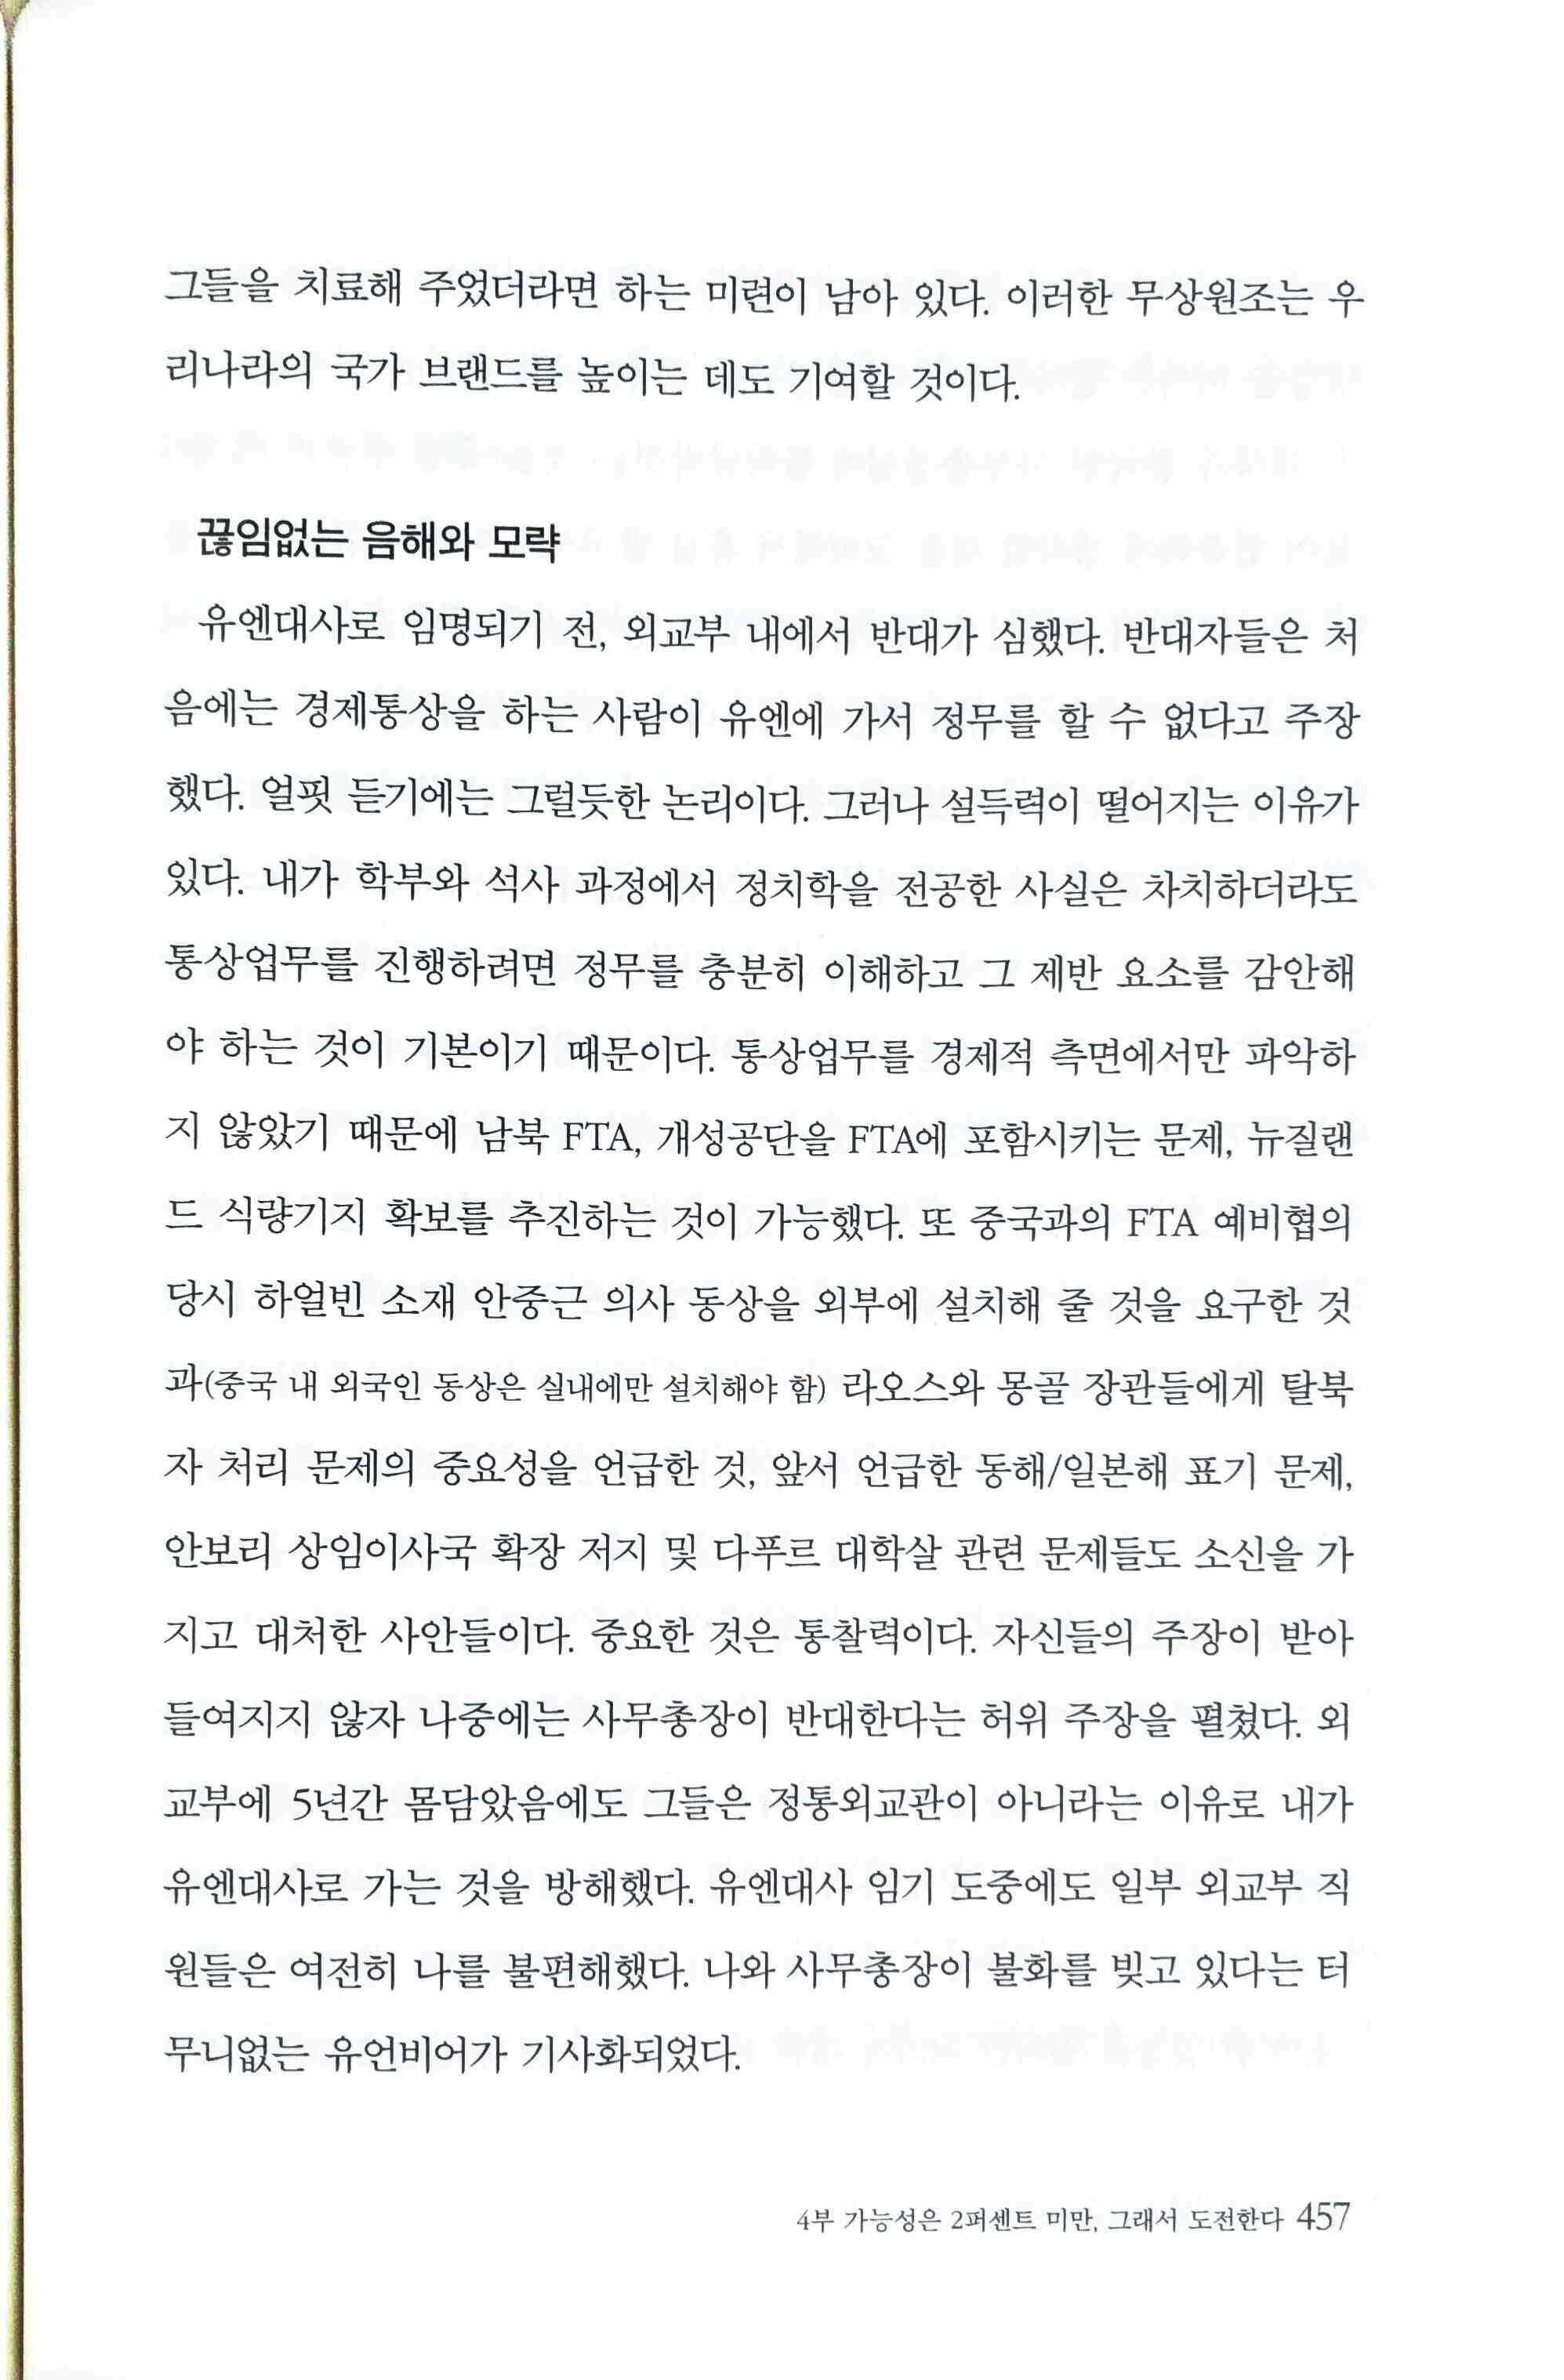 그들을 치료해 주었더라면 하는 미련이 남아 있다. 이러한 무상원조는 우
리나라의 국가 브랜드를 높이는 데도 기여할 것이다.
끊임없는 음해와 모략
유엔대사로 임명되기 전, 외교부 내에서 반대가 심했다. 반대자들은 처
음에는 경제통상을 하는 사람이 유엔에 가서 정무를 할 수 없다고 주장
했다. 얼핏 듣기에는 그럴듯한 논리이다. 그러나 설득력이 떨어지는 이유가
있다. 내가 학부와 석사 과정에서 정치학을 전공한 사실은 차치하더라도
통상업무를 진행하려면 정무를 충분히 이해하고 그 제반 요소를 감안해
야 하는 것이 기본이기 때문이다. 통상업무를 경제적 측면에서만 파악하
지 않았기 때문에 남북 FTA, 개성공단을 FTA에 포함시키는 문제, 뉴질랜
드 식량기지 확보를 추진하는 것이 가능했다. 또 중국과의 FTA 예비협의
당시 하얼빈 소재 안중근 의사 동상을 외부에 설치해 줄 것을 요구한 것
과(중국 내 외국인 동상은 실내에만 설치해야 함) 라오스와 몽골 장관들에게 탈북
자 처리 문제의 중요성을 언급한 것, 앞서 언급한 동해/일본해 표기 문제,
안보리 상임이사국 확장 저지 및 다푸르 대학살 관련 문제들도 소신을 가
지고 대처한 사안들이다. 중요한 것은 통찰력이다. 자신들의 주장이 받아
들여지지 않자 나중에는 사무총장이 반대한다는 허위 주장을 펼쳤다. 외
교부에 5년간 몸담았음에도 그들은 정통외교관이 아니라는 이유로 내가
유엔대사로 가는 것을 방해했다. 유엔대사 임기 도중에도 일부 외교부 직
원들은 여전히 나를 불편해했다. 나와 사무총장이 불화를 빚고 있다는 터
무니없는 유언비어가 기사화되었다.
4부 가능성은 2퍼센트 미만, 그래서 도전한다 457